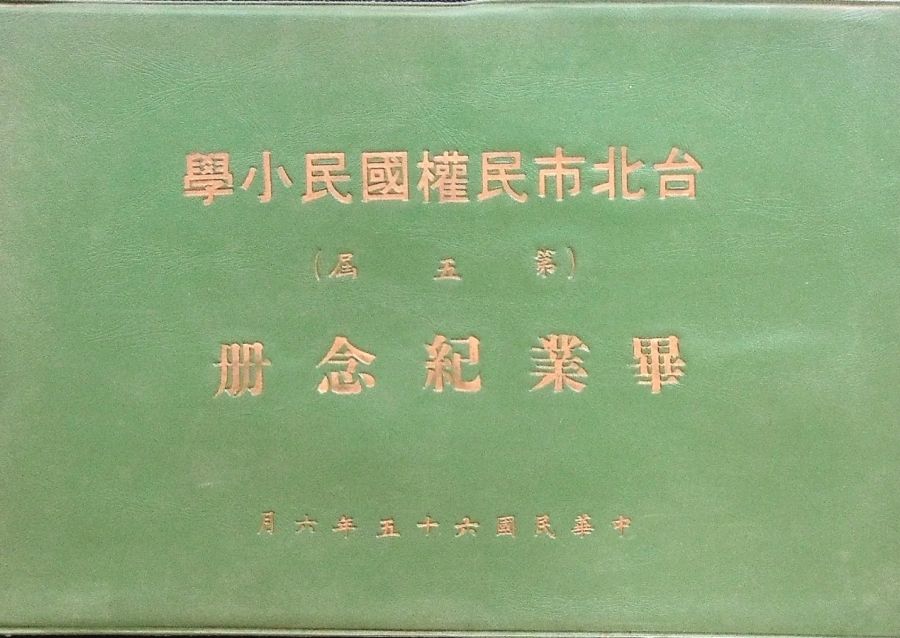 台北市民權國民小學
(第五屆)
畢業紀念册
中華民國六十五年六月